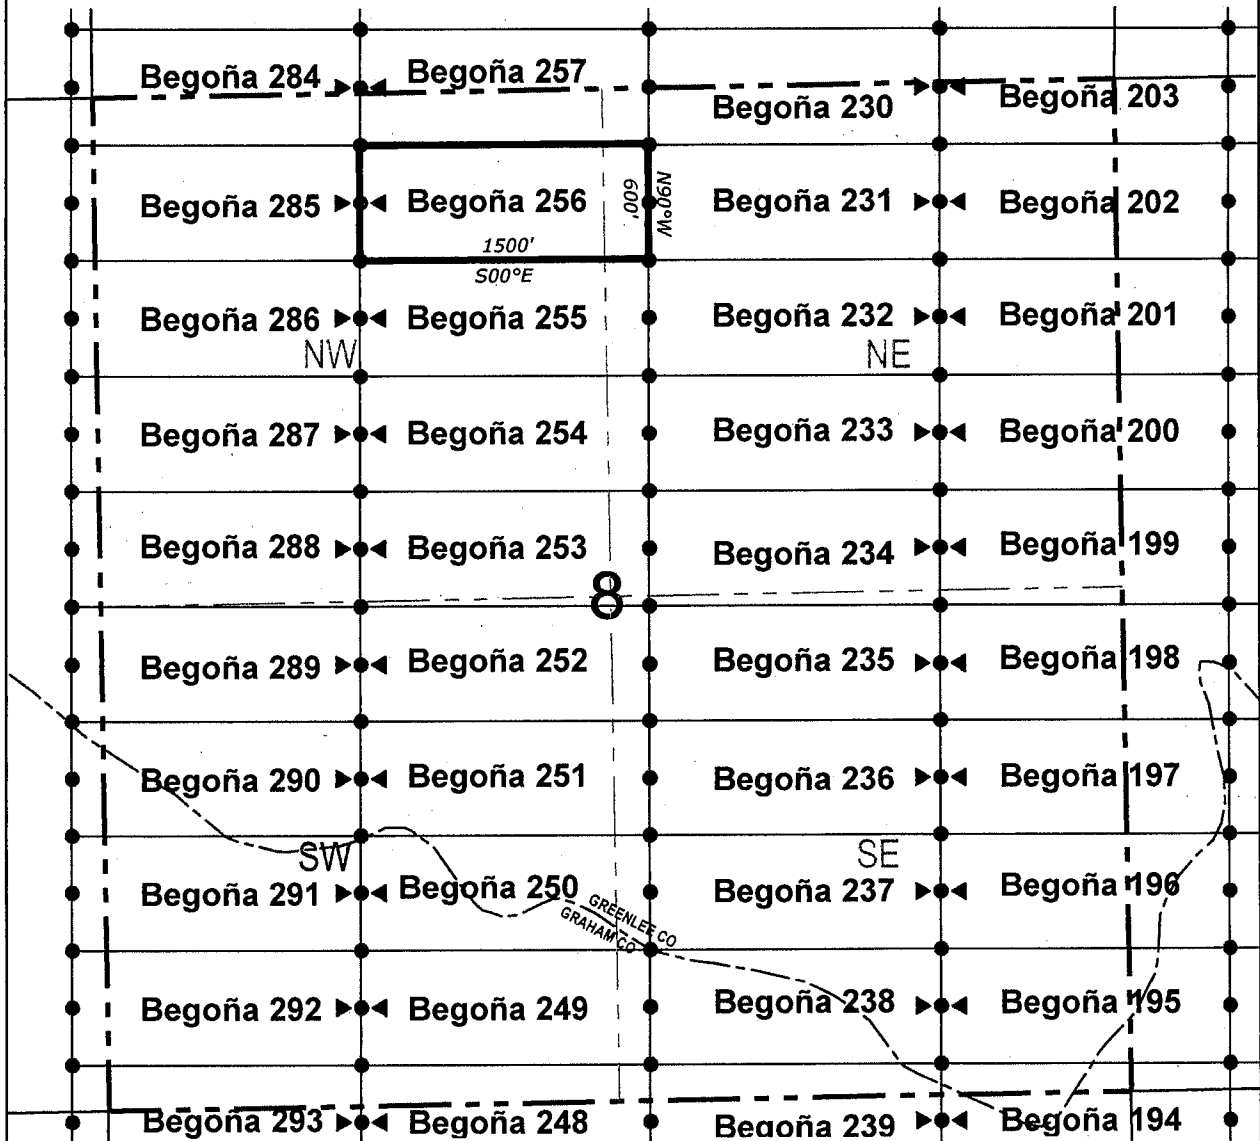 Begoña 284 Begoña 257 Begoña 230 Begoña 203
Begoña 285 Begoña 256 Begoña 231 Begoña 202
600'
N90°W
1500'
S00°E
Begoña 286 Begoña 255 Begoña 232 Begoña 201
NW NE
Begoña 287 Begoña 254 Begoña 233 Begoña 200
Begoña 288 Begoña 253 Begoña 234 Begoña 199
8
Begoña 289 Begoña 252 Begoña 235 Begoña 198
Begoña 290 Begoña 251 Begoña 236 Begoña 197
SW SE
Begoña 291 Begoña 250 Begoña 237 Begoña 196
GREENLEE CO
GRAHAM CO
Begoña 292 Begoña 249 Begoña 238 Begoña 195
Begoña 293 Begoña 248 Begoña 239 Begoña 194